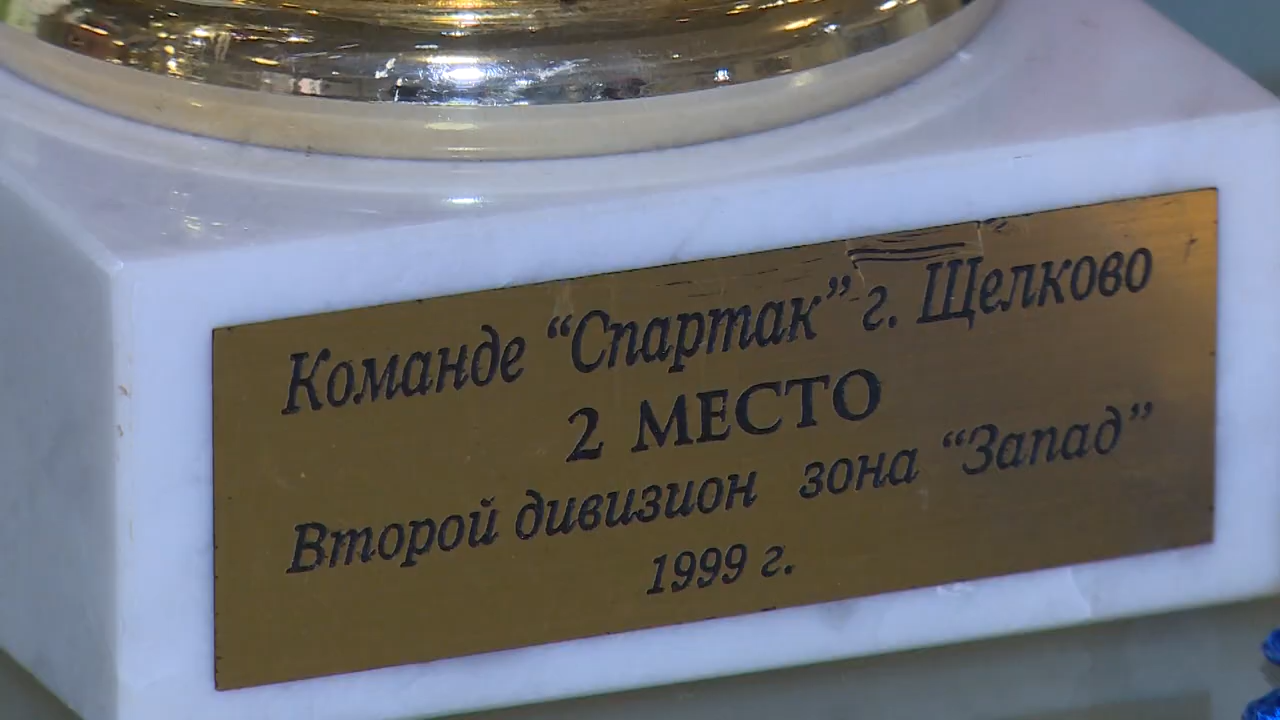 Команде “Спартак” г. Щелково
2 МЕСТО
Второй дивизион зона “Запад”
1999 г.